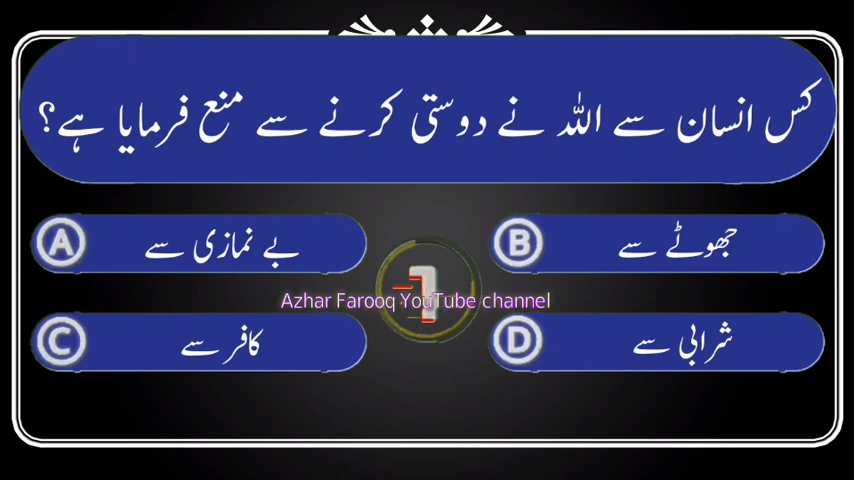 کس انسان سے اللہ نے دوستی کرنے سے منع فرمایا ہے؟
A بے نمازی سے
B جھوٹے سے
1
Azhar Farooq YouTube channel
C کافر سے
D شرابی سے